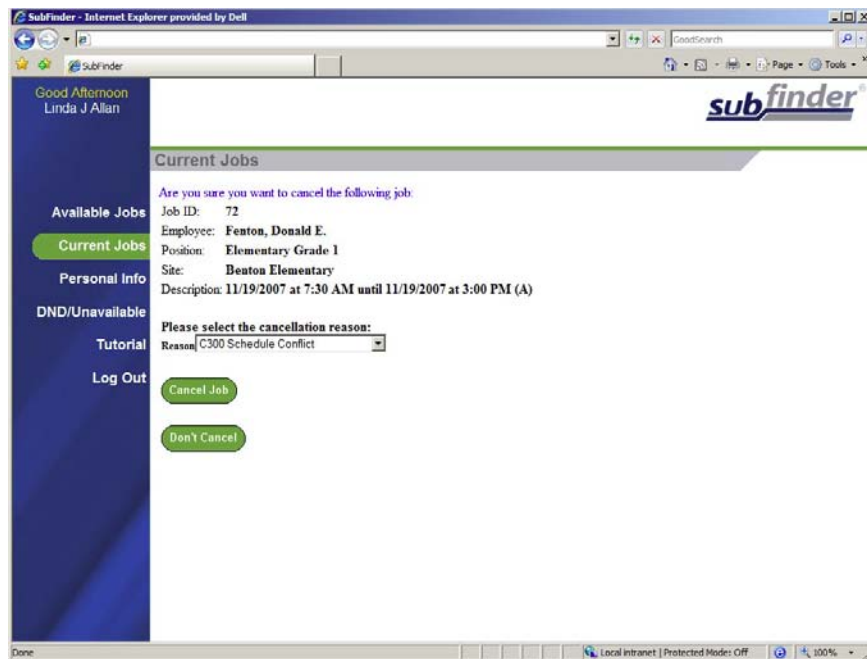 SubFinder - Internet Explorer provided by Dell
GoodSearch
SubFinder
Page
Tools
Good Afternoon
Linda J Allan
subfinder®
Current Jobs
Are you sure you want to cancel the following job:
Job ID: 72
Employee: Fenton, Donald E.
Position: Elementary Grade 1
Site: Benton Elementary
Description: 11/19/2007 at 7:30 AM until 11/19/2007 at 3:00 PM (A)
Please select the cancellation reason:
Reason C300 Schedule Conflict
Cancel Job
Don't Cancel
Available Jobs
Current Jobs
Personal Info
DND/Unavailable
Tutorial
Log Out
Done
Local intranet | Protected Mode: Off
100%